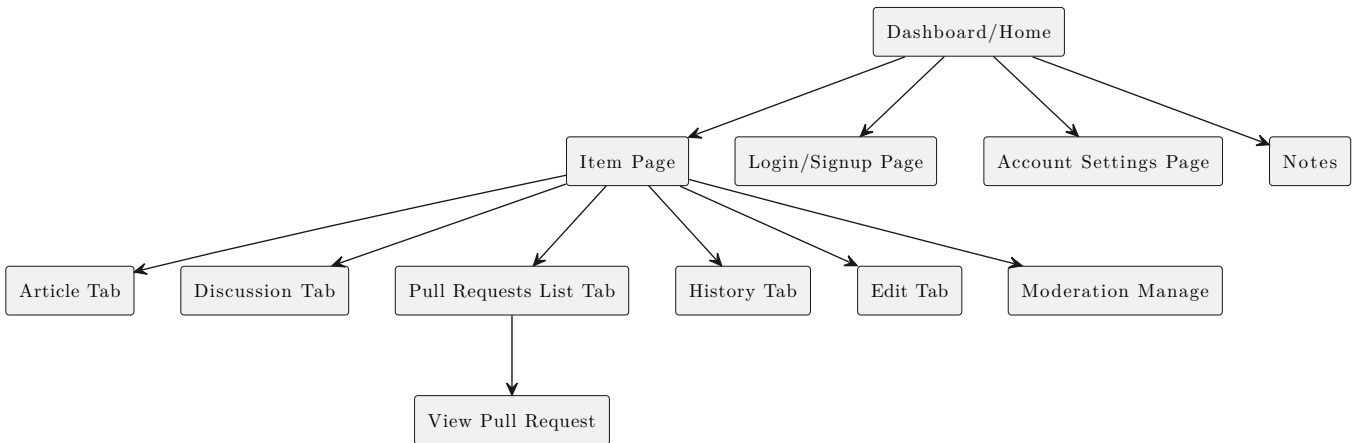 Dashboard/Home
Item Page
Login/Signup Page
Account Settings Page
Notes
Article Tab
Discussion Tab
Pull Requests List Tab
History Tab
Edit Tab
Moderation Manage
View Pull Request